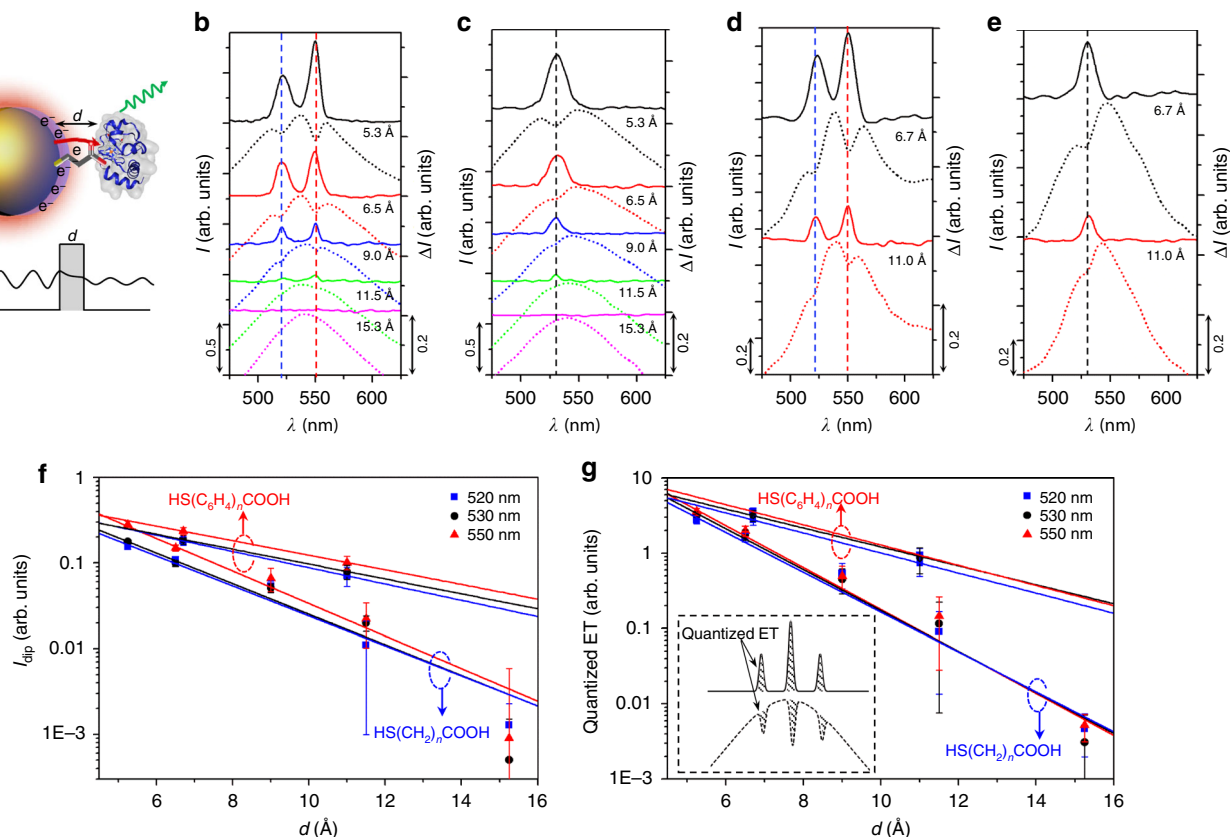 b
c
d
e
d
e⁻
e⁻
e⁻
e
e⁻
e⁻
e⁻
d
I (arb. units)
5.3 Å
6.5 Å
9.0 Å
11.5 Å
15.3 Å
0.5
0.2
ΔI (arb. units)
500 550 600
λ (nm)
I (arb. units)
5.3 Å
6.5 Å
9.0 Å
11.5 Å
15.3 Å
0.5
0.2
ΔI (arb. units)
500 550 600
λ (nm)
I (arb. units)
6.7 Å
11.0 Å
0.2
0.2
ΔI (arb. units)
500 550 600
λ (nm)
I (arb. units)
6.7 Å
11.0 Å
0.2
0.2
ΔI (arb. units)
500 550 600
λ (nm)
f
1
0.1
0.01
1E−3
I_dip (arb. units)
HS(C₆H₄)ₙCOOH
520 nm
530 nm
550 nm
HS(CH₂)ₙCOOH
6 8 10 12 14 16
d (Å)
g
10
1
0.1
0.01
1E−3
Quantized ET (arb. units)
HS(C₆H₄)ₙCOOH
520 nm
530 nm
550 nm
Quantized ET
HS(CH₂)ₙCOOH
6 8 10 12 14 16
d (Å)